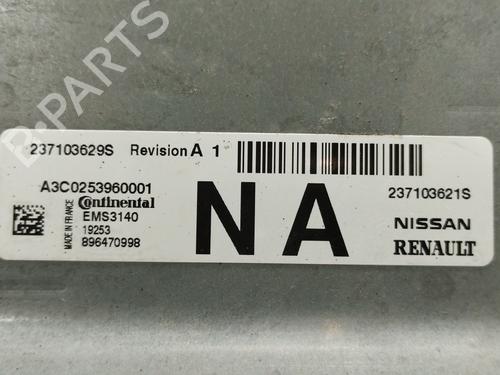 B-PARTS
237103629S Revision A 1
A3C0253960001
Continental
EMS3140
19253
896470998
MADE IN FRANCE
NA
237103621S
NISSAN
RENAULT